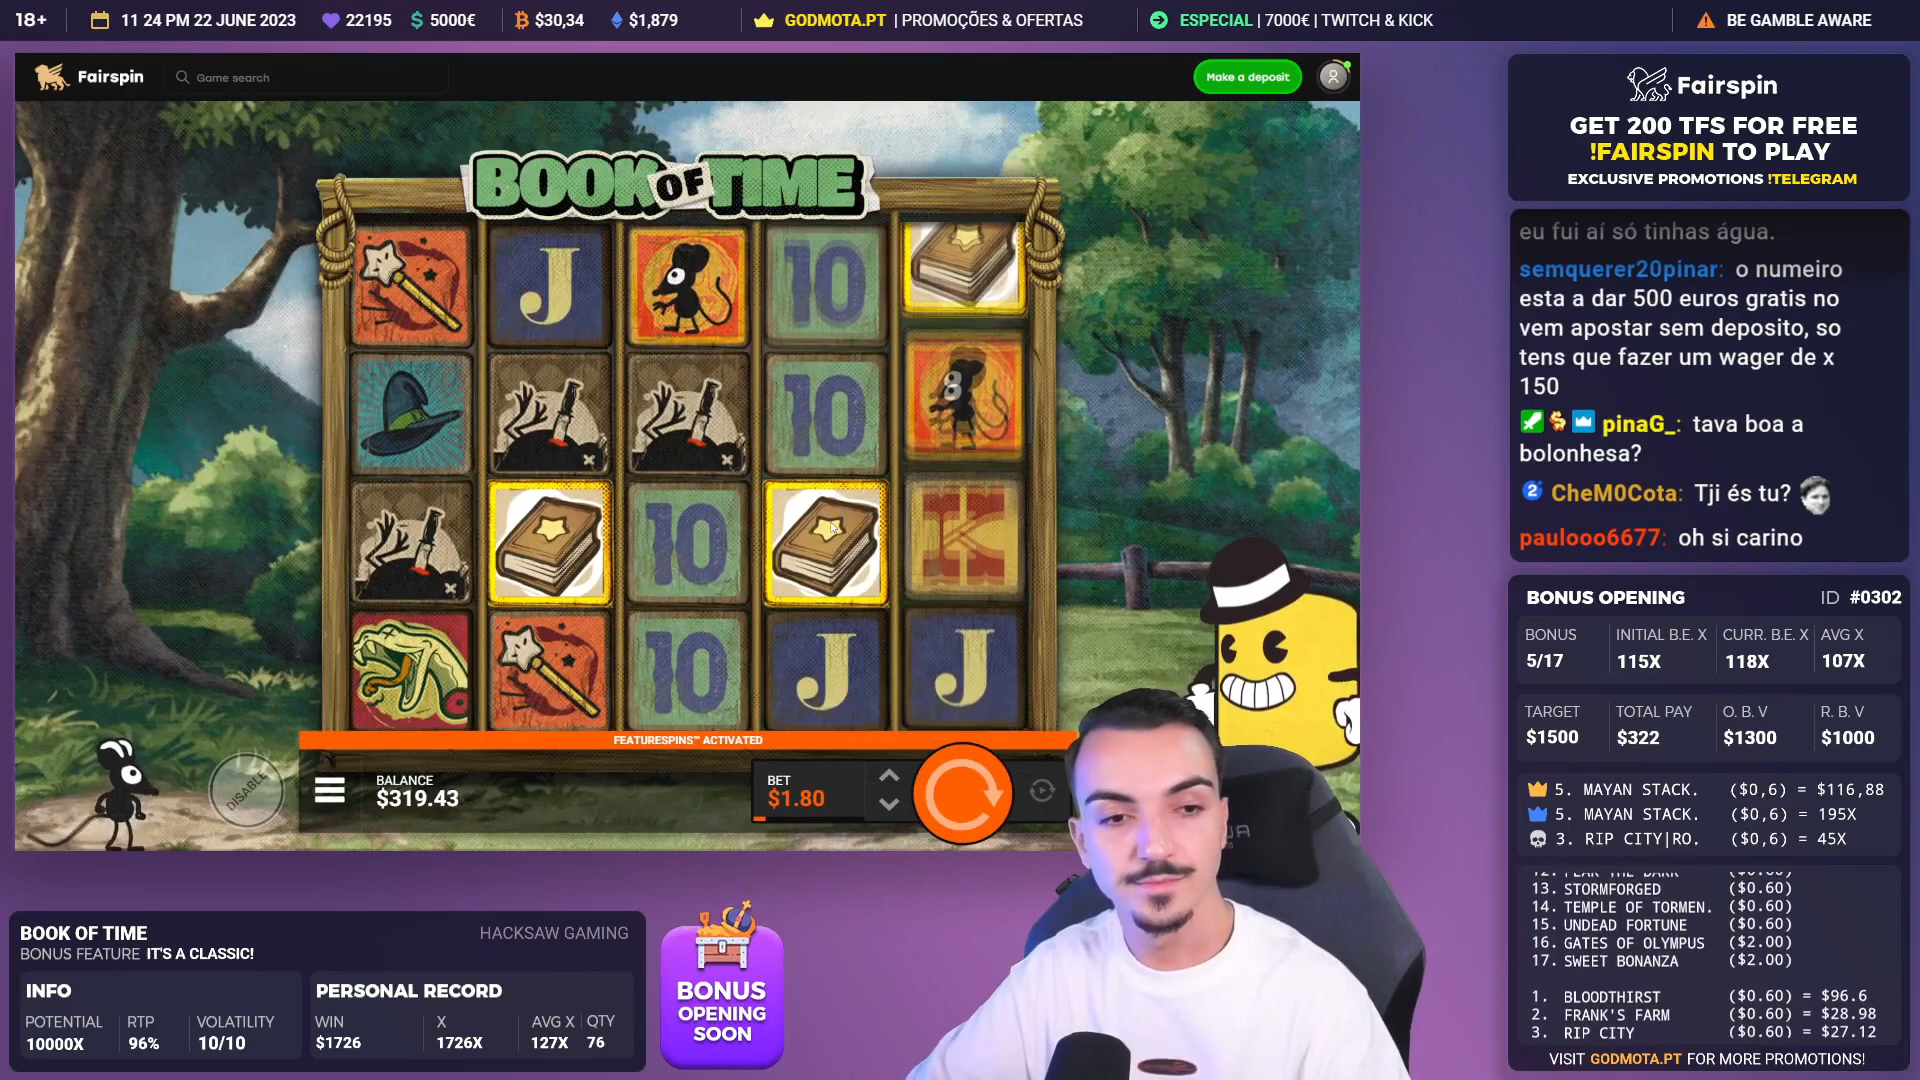 18+
11 24 PM 22 JUNE 2023
22195
5000€
$30,34
$1,879
GODMOTA.PT | PROMOÇÕES & OFERTAS
ESPECIAL | 7000€ | TWITCH & KICK
BE GAMBLE AWARE
Fairspin
Game search
Make a deposit
BOOK OF TIME
J
10
10
8
10
K
10
J
J
FEATURESPINS™ ACTIVATED
DISABLE
BALANCE
$319.43
BET
$1.80
Fairspin
GET 200 TFS FOR FREE
!FAIRSPIN TO PLAY
EXCLUSIVE PROMOTIONS !TELEGRAM
eu fui aí só tinhas água.
semquerer20pinar: o numeiro
esta a dar 500 euros gratis no
vem apostar sem deposito, so
tens que fazer um wager de x
150
pinaG_: tava boa a
bolonhesa?
2 CheM0Cota: Tji és tu?
paulooo6677: oh si carino
BONUS OPENING ID #0302
BONUS INITIAL B.E. X CURR. B.E. X AVG X
5/17 115X 118X 107X
TARGET TOTAL PAY O. B. V R. B. V
$1500 $322 $1300 $1000
5. MAYAN STACK. ($0,6) = $116,88
5. MAYAN STACK. ($0,6) = 195X
3. RIP CITY|RO. ($0,6) = 45X
13. STORMFORGED ($0.60)
14. TEMPLE OF TORMEN. ($0.60)
15. UNDEAD FORTUNE ($0.60)
16. GATES OF OLYMPUS ($2.00)
17. SWEET BONANZA ($2.00)
1. BLOODTHIRST ($0.60) = $96.6
2. FRANK'S FARM ($0.60) = $28.98
3. RIP CITY ($0.60) = $27.12
VISIT GODMOTA.PT FOR MORE PROMOTIONS!
BOOK OF TIME HACKSAW GAMING
BONUS FEATURE IT'S A CLASSIC!
INFO
POTENTIAL RTP VOLATILITY
10000X 96% 10/10
PERSONAL RECORD
WIN X AVG X QTY
$1726 1726X 127X 76
BONUS
OPENING
SOON